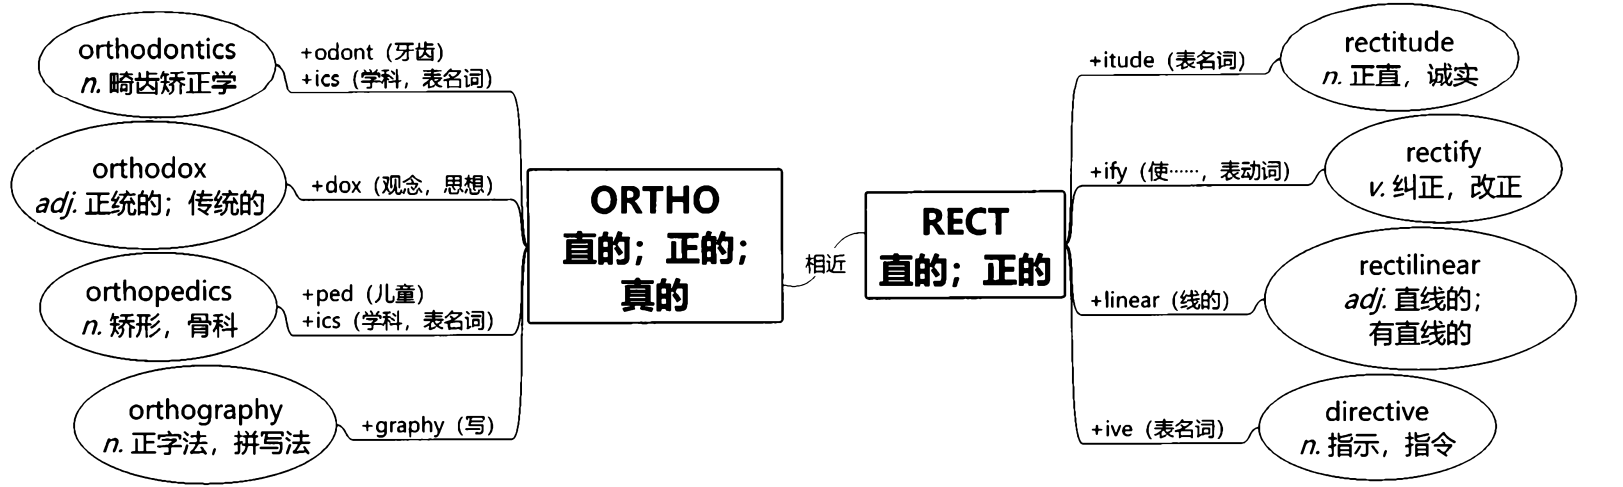 orthodontics
n. 畸齿矫正学
+odont（牙齿）
+ics（学科，表名词）
orthodox
adj. 正统的；传统的
+dox（观念，思想）
orthopedics
n. 矫形，骨科
+ped（儿童）
+ics（学科，表名词）
orthography
n. 正字法，拼写法
+graphy（写）
ORTHO
直的；正的；
真的
相近
RECT
直的；正的
+itude（表名词）
rectitude
n. 正直，诚实
+ify（使……，表动词）
rectify
v. 纠正，改正
+linear（线的）
rectilinear
adj. 直线的；
有直线的
+ive（表名词）
directive
n. 指示，指令